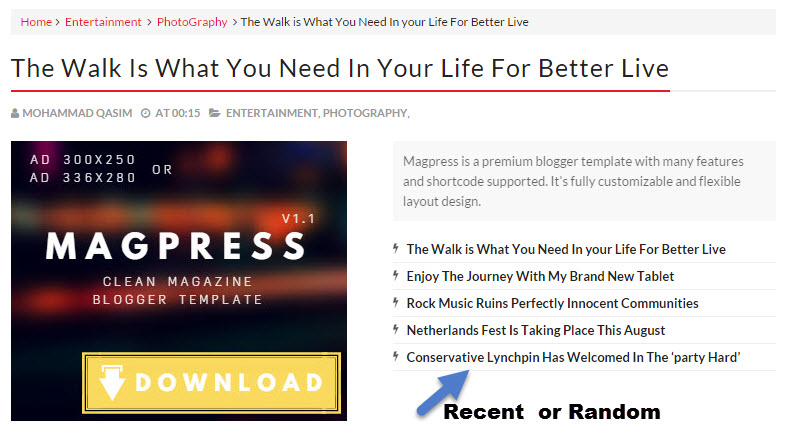 Home > Entertainment > PhotoGraphy > The Walk is What You Need In your Life For Better Live
The Walk Is What You Need In Your Life For Better Live
MOHAMMAD QASIM AT 00:15 ENTERTAINMENT, PHOTOGRAPHY,
AD 300X250
OR
AD 336X280
V1.1
MAGPRESS
CLEAN MAGAZINE
BLOGGER TEMPLATE
DOWNLOAD
Magpress is a premium blogger template with many features
and shortcode supported. It's fully customizable and flexible
layout design.
The Walk is What You Need In your Life For Better Live
Enjoy The Journey With My Brand New Tablet
Rock Music Ruins Perfectly Innocent Communities
Netherlands Fest Is Taking Place This August
Conservative Lynchpin Has Welcomed In The ‘party Hard’
Recent or Random